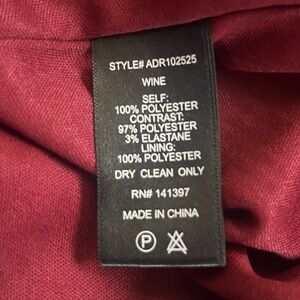 STYLE# ADR102525
WINE
SELF:
100% POLYESTER
CONTRAST:
97% POLYESTER
3% ELASTANE
LINING:
100% POLYESTER
DRY CLEAN ONLY
RN# 141397
MADE IN CHINA
P A